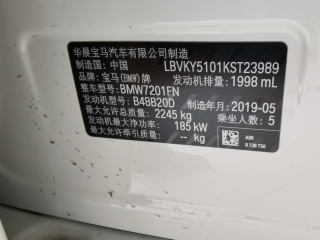 华晨宝马汽车有限公司制造
制造国: 中国 LBVKY5101KST23989
品牌: 宝马(BMW)牌 发动机排量: 1998 mL
整车型号: BMW7201FN
发动机型号: B48B20D 制造年月: 2019-05
最大允许总质量: 2245 kg 乘坐人数: 5
发动机最大净功率: 185 kW
最大允许牵引质量: -- kg